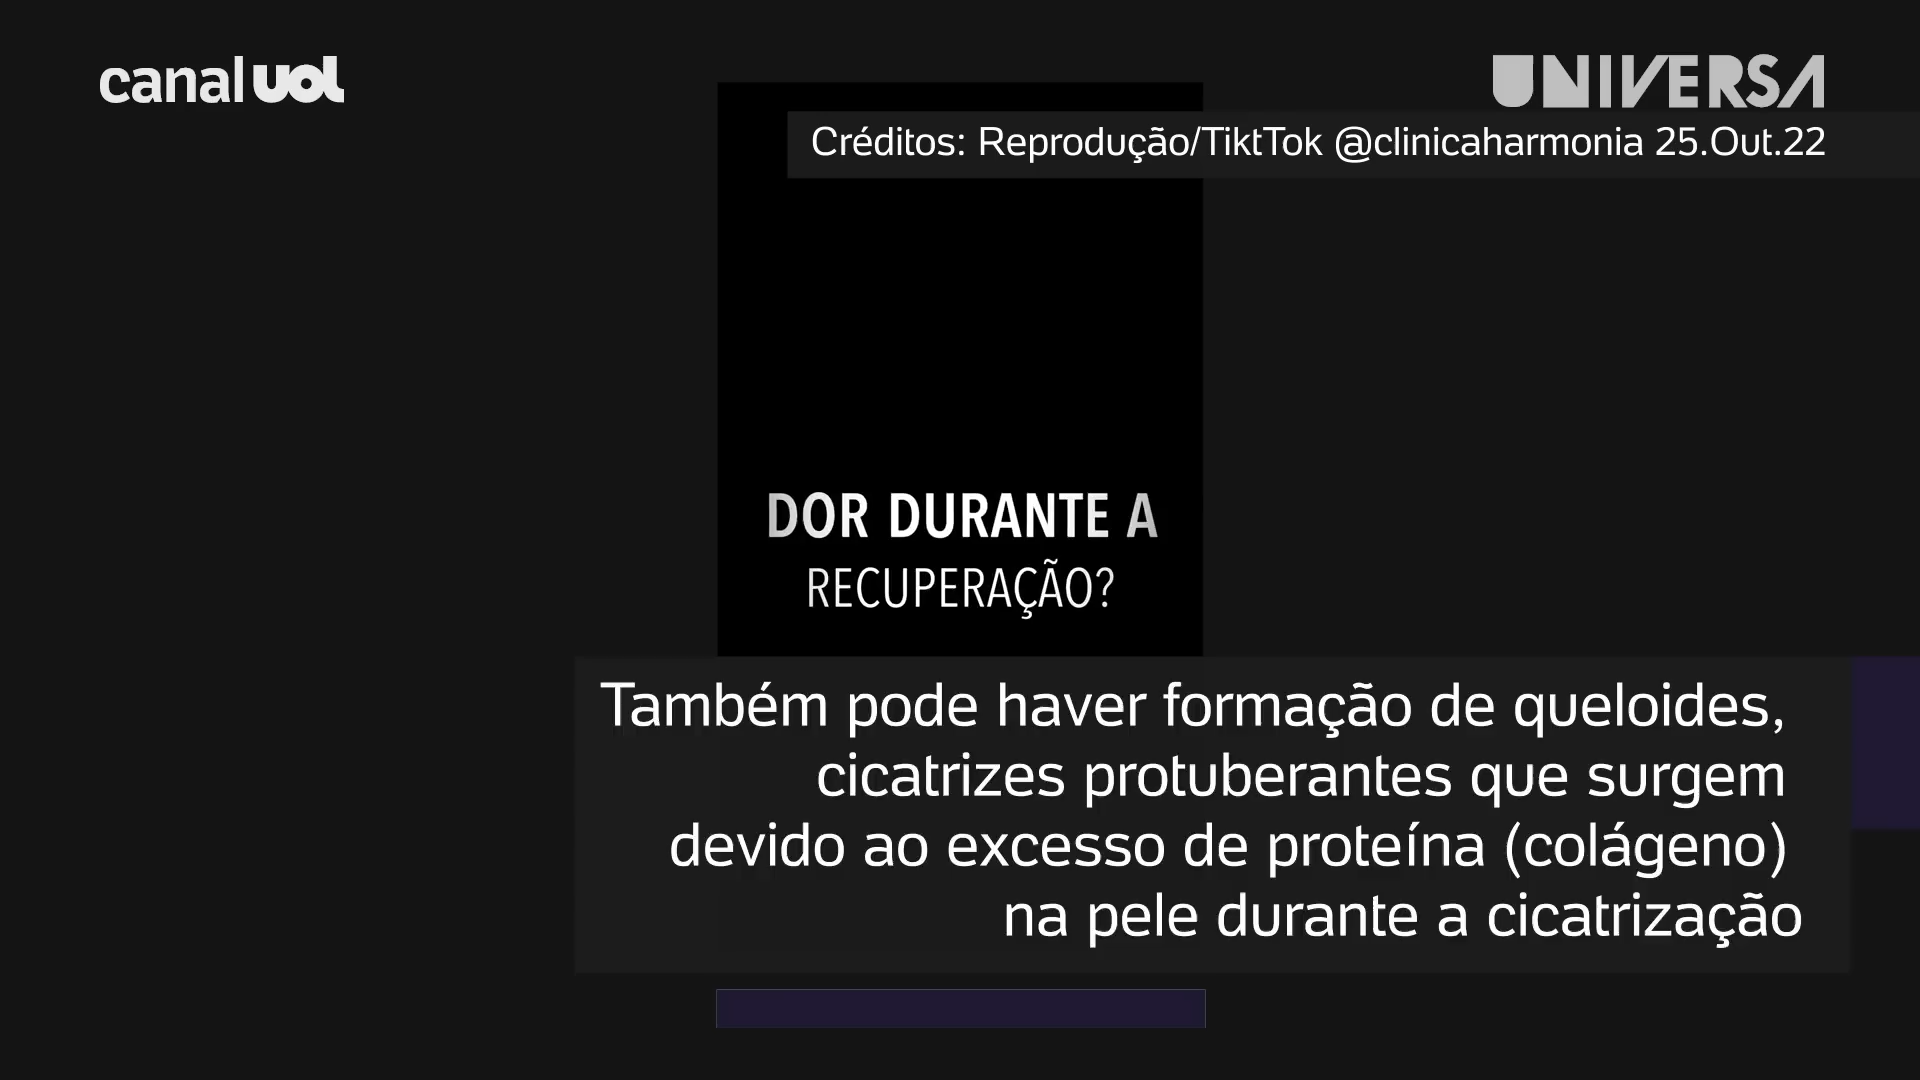 canal uol
UNIVERSA
Créditos: Reprodução/TiktTok @clinicaharmonia 25.Out.22
DOR DURANTE A
RECUPERAÇÃO?
Também pode haver formação de queloides,
cicatrizes protuberantes que surgem
devido ao excesso de proteína (colágeno)
na pele durante a cicatrização